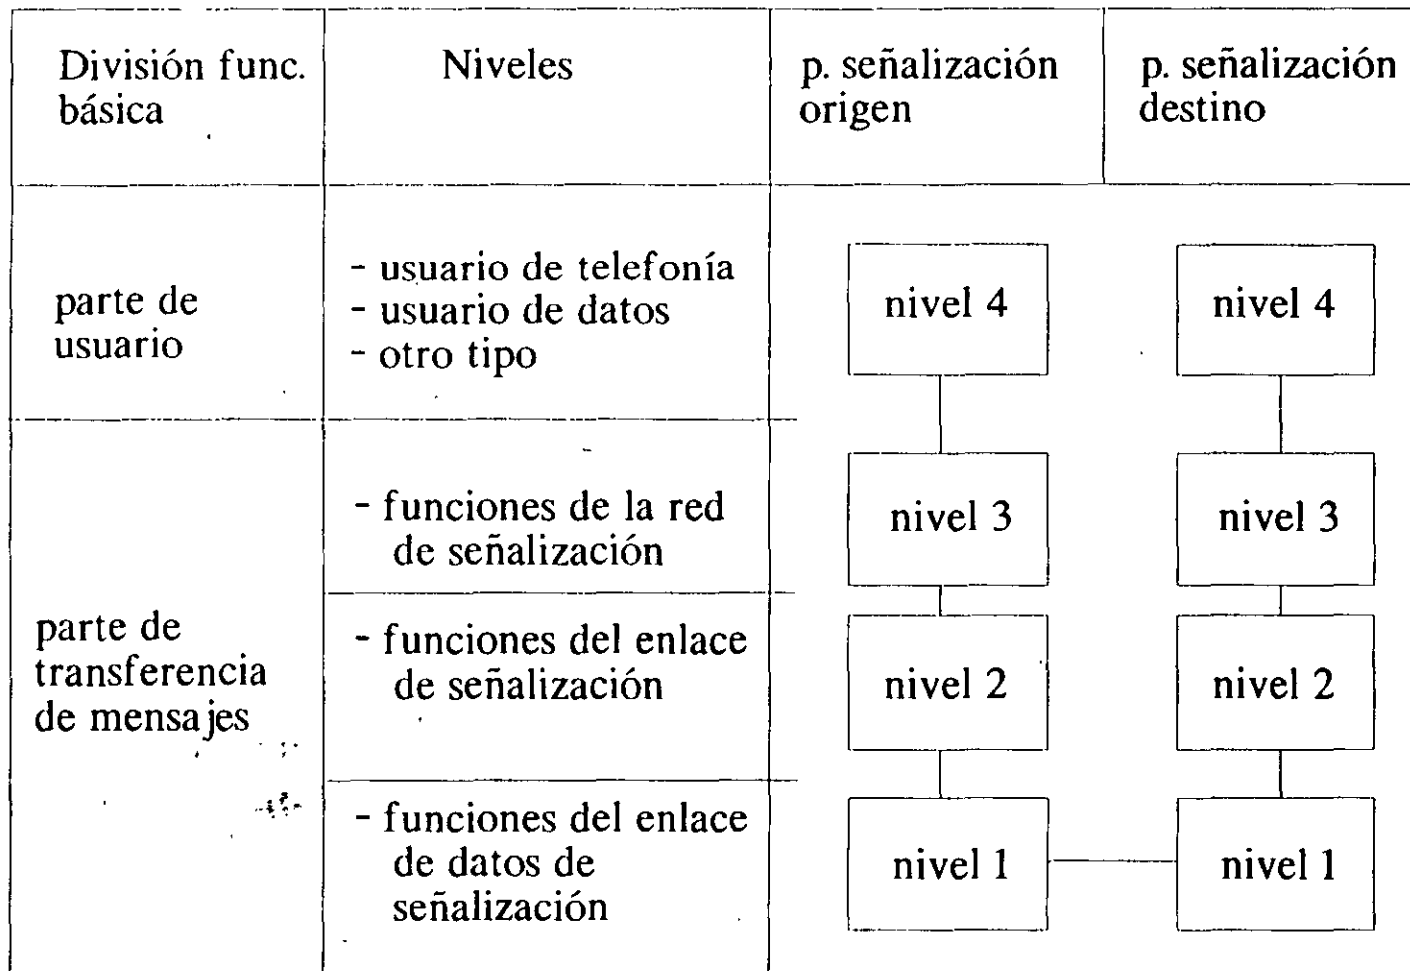 División func.
básica
Niveles
p. señalización
origen
p. señalización
destino
parte de
usuario
- usuario de telefonía
- usuario de datos
- otro tipo
nivel 4
nivel 4
parte de
transferencia
de mensajes
- funciones de la red
de señalización
nivel 3
nivel 3
- funciones del enlace
de señalización
nivel 2
nivel 2
- funciones del enlace
de datos de
señalización
nivel 1
nivel 1